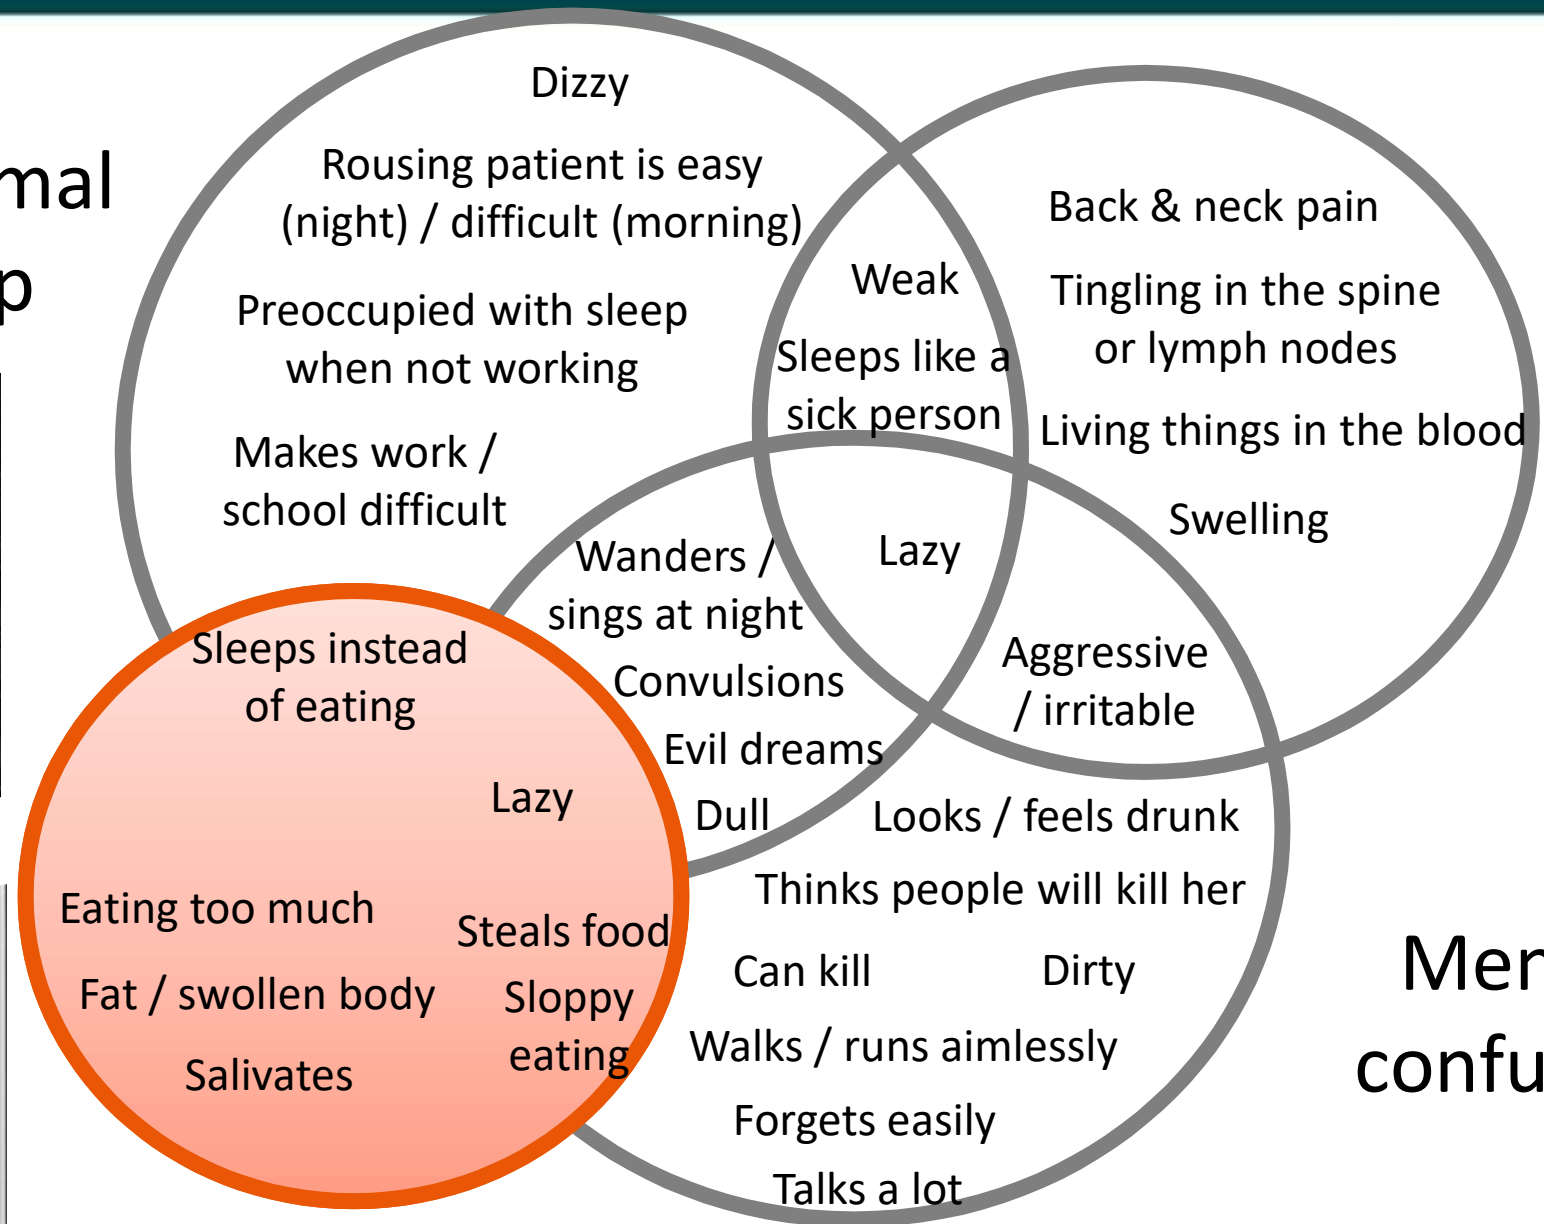 Dizzy
Rousing patient is easy
(night) / difficult (morning)
Preoccupied with sleep
when not working
Makes work /
school difficult
Weak
Sleeps like a
sick person
Back & neck pain
Tingling in the spine
or lymph nodes
Living things in the blood
Swelling
Lazy
Wanders /
sings at night
Convulsions
Evil dreams
Dull
Aggressive
/ irritable
Sleeps instead
of eating
Lazy
Eating too much
Steals food
Fat / swollen body
Sloppy
eating
Salivates
Looks / feels drunk
Thinks people will kill her
Can kill
Dirty
Walks / runs aimlessly
Forgets easily
Talks a lot
mal
p
Men
confu